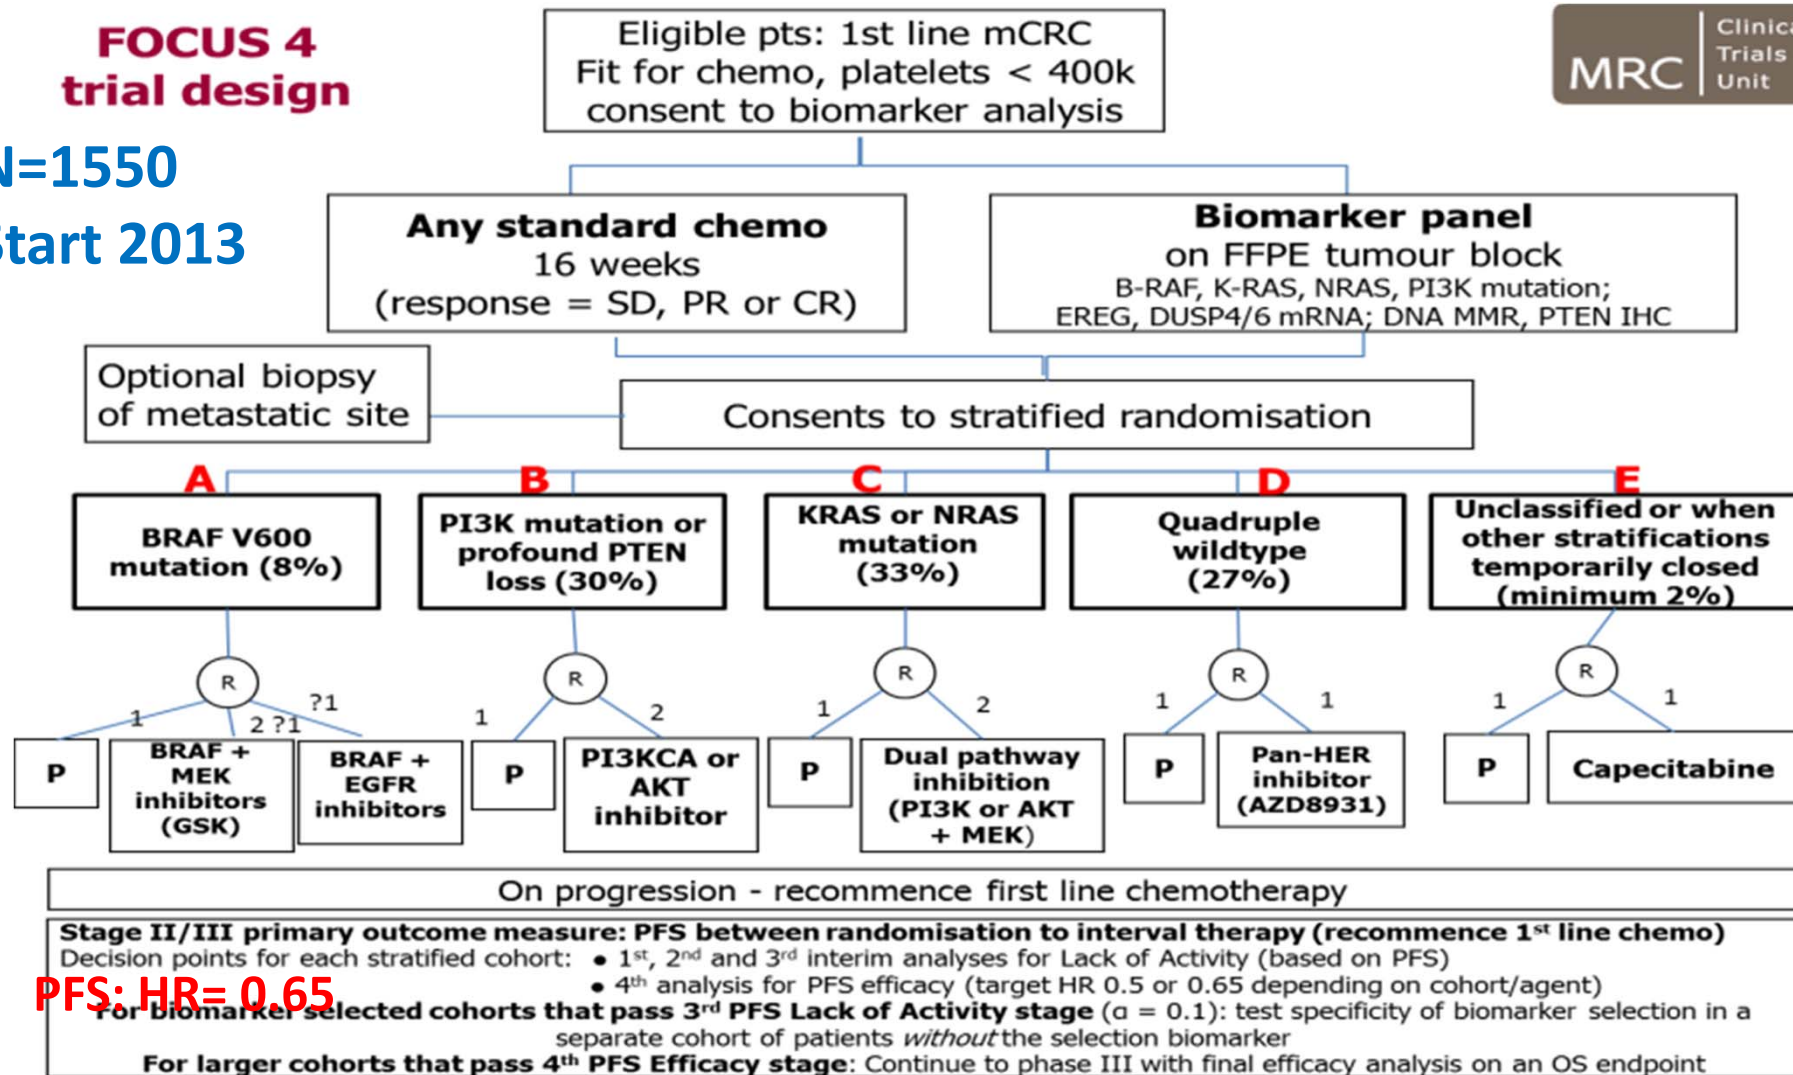 FOCUS 4
trial design
N=1550
Start 2013
Eligible pts: 1st line mCRC
Fit for chemo, platelets < 400k
consent to biomarker analysis
MRC
Clinica
Trials
Unit
Any standard chemo
16 weeks
(response = SD, PR or CR)
Biomarker panel
on FFPE tumour block
B-RAF, K-RAS, NRAS, PI3K mutation;
EREG, DUSP4/6 mRNA; DNA MMR, PTEN IHC
Optional biopsy
of metastatic site
Consents to stratified randomisation
A
BRAF V600
mutation (8%)
B
PI3K mutation or
profound PTEN
loss (30%)
C
KRAS or NRAS
mutation
(33%)
D
Quadruple
wildtype
(27%)
E
Unclassified or when
other stratifications
temporarily closed
(minimum 2%)
R
1
2 ?1
?1
P
BRAF +
MEK
inhibitors
(GSK)
BRAF +
EGFR
inhibitors
R
1
2
P
PI3KCA or
AKT
inhibitor
R
1
2
P
Dual pathway
inhibition
(PI3K or AKT
+ MEK)
R
1
1
P
Pan-HER
inhibitor
(AZD8931)
R
1
1
P
Capecitabine
On progression - recommence first line chemotherapy
Stage II/III primary outcome measure: PFS between randomisation to interval therapy (recommence 1st line chemo)
Decision points for each stratified cohort: • 1st, 2nd and 3rd interim analyses for Lack of Activity (based on PFS)
• 4th analysis for PFS efficacy (target HR 0.5 or 0.65 depending on cohort/agent)
PFS: HR= 0.65
For biomarker selected cohorts that pass 3rd PFS Lack of Activity stage (α = 0.1): test specificity of biomarker selection in a
separate cohort of patients without the selection biomarker
For larger cohorts that pass 4th PFS Efficacy stage: Continue to phase III with final efficacy analysis on an OS endpoint